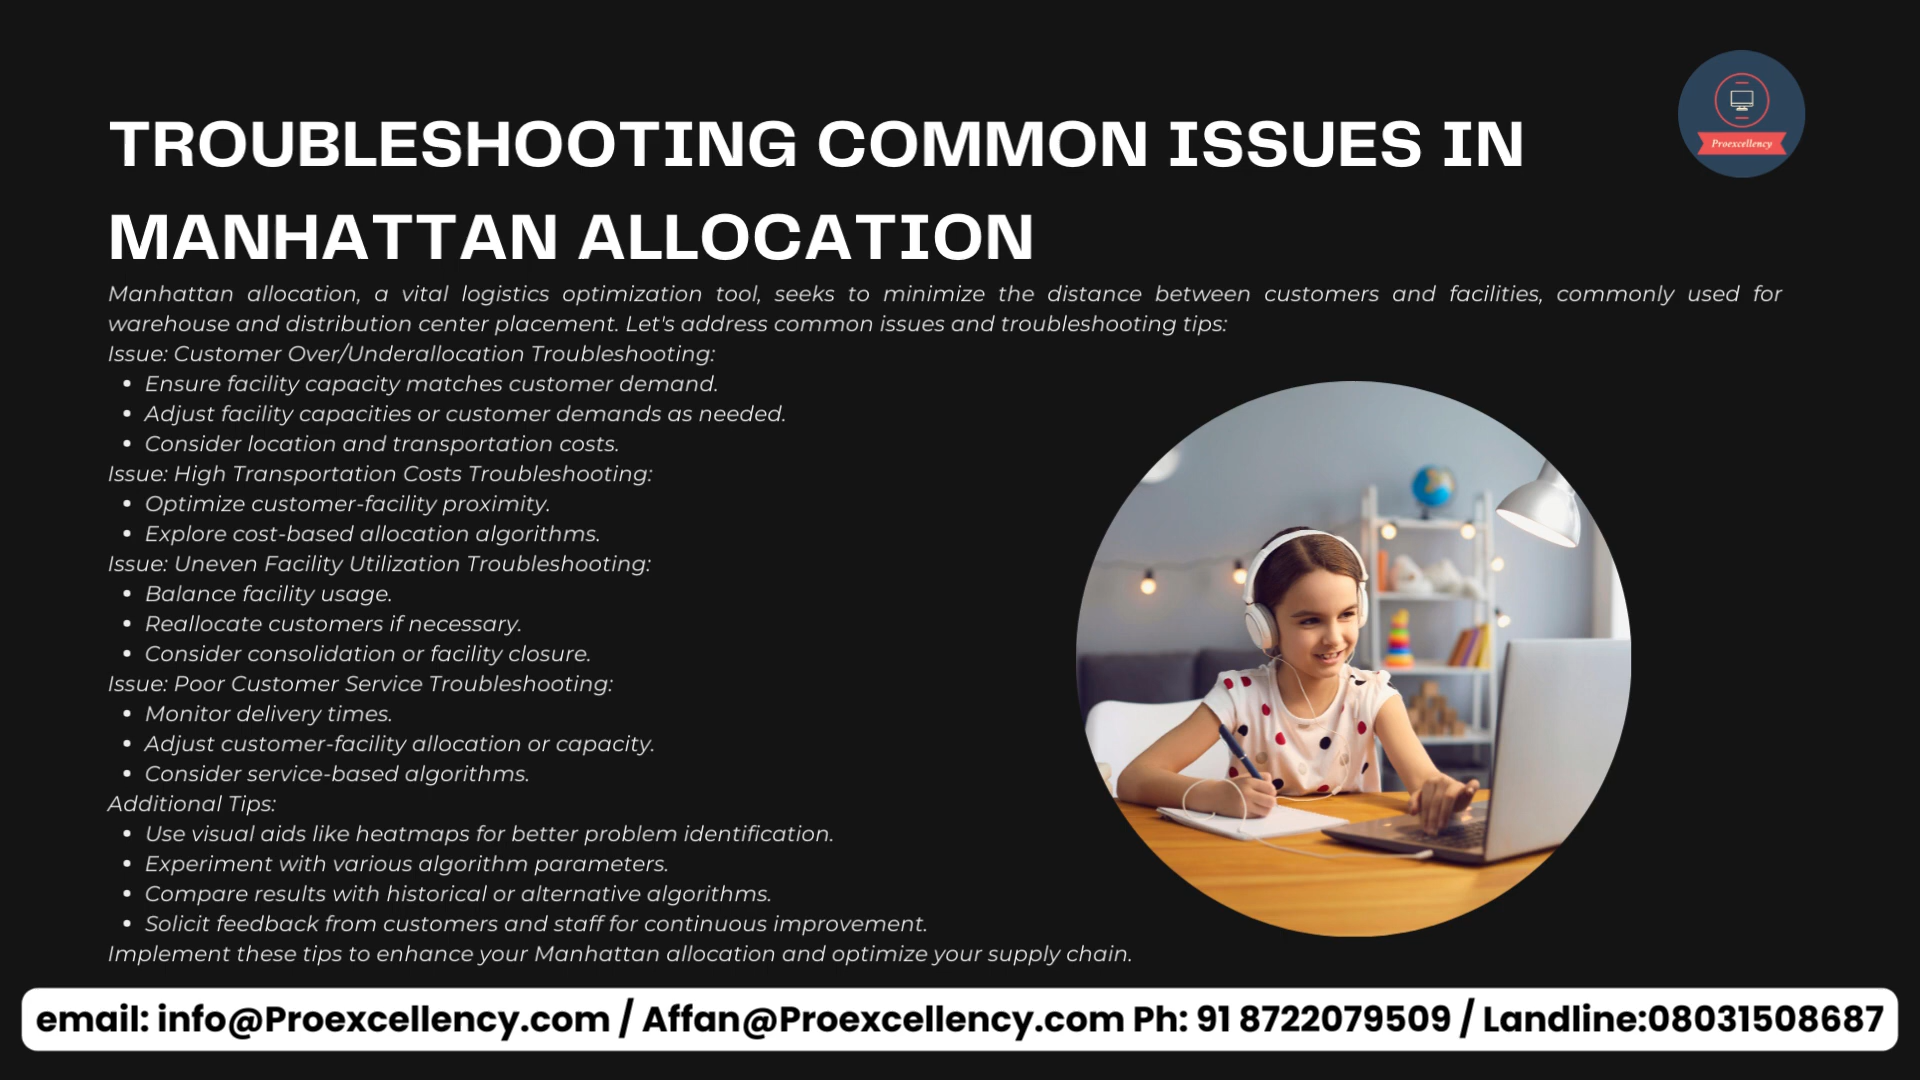 Proexcellency
TROUBLESHOOTING COMMON ISSUES IN
MANHATTAN ALLOCATION
Manhattan allocation, a vital logistics optimization tool, seeks to minimize the distance between customers and facilities, commonly used for
warehouse and distribution center placement. Let's address common issues and troubleshooting tips:
Issue: Customer Over/Underallocation Troubleshooting:
• Ensure facility capacity matches customer demand.
• Adjust facility capacities or customer demands as needed.
• Consider location and transportation costs.
Issue: High Transportation Costs Troubleshooting:
• Optimize customer-facility proximity.
• Explore cost-based allocation algorithms.
Issue: Uneven Facility Utilization Troubleshooting:
• Balance facility usage.
• Reallocate customers if necessary.
• Consider consolidation or facility closure.
Issue: Poor Customer Service Troubleshooting:
• Monitor delivery times.
• Adjust customer-facility allocation or capacity.
• Consider service-based algorithms.
Additional Tips:
• Use visual aids like heatmaps for better problem identification.
• Experiment with various algorithm parameters.
• Compare results with historical or alternative algorithms.
• Solicit feedback from customers and staff for continuous improvement.
Implement these tips to enhance your Manhattan allocation and optimize your supply chain.
email: info@Proexcellency.com / Affan@Proexcellency.com Ph: 91 8722079509 / Landline:08031508687